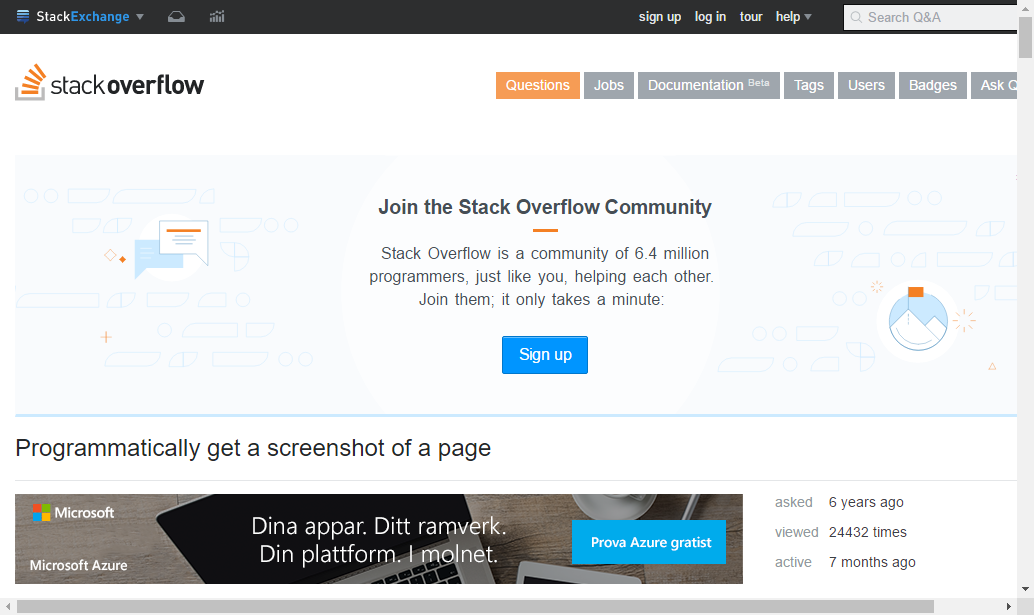 StackExchange
sign up log in tour help
Search Q&A
stackoverflow
Questions Jobs Documentation Beta Tags Users Badges Ask Q
Join the Stack Overflow Community
Stack Overflow is a community of 6.4 million
programmers, just like you, helping each other.
Join them; it only takes a minute:
Sign up
Programmatically get a screenshot of a page
Microsoft
Dina appar. Ditt ramverk.
Din plattform. I molnet.
Prova Azure gratist
Microsoft Azure
asked 6 years ago
viewed 24432 times
active 7 months ago